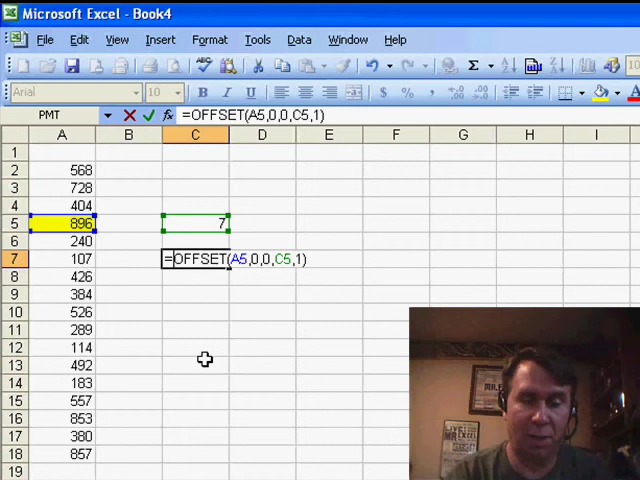 Microsoft Excel - Book4
File Edit View Insert Format Tools Data Window Help
Arial 10 B I U $ % ,
PMT =OFFSET(A5,0,0,C5,1)
A B C D E F G H I
1
2 568
3 728
4 404
5 896 7
6 240
7 107 =OFFSET(A5,0,0,C5,1)
8 426
9 384
10 526
11 289
12 114
13 492
14 183
15 557
16 853
17 380
18 857
19